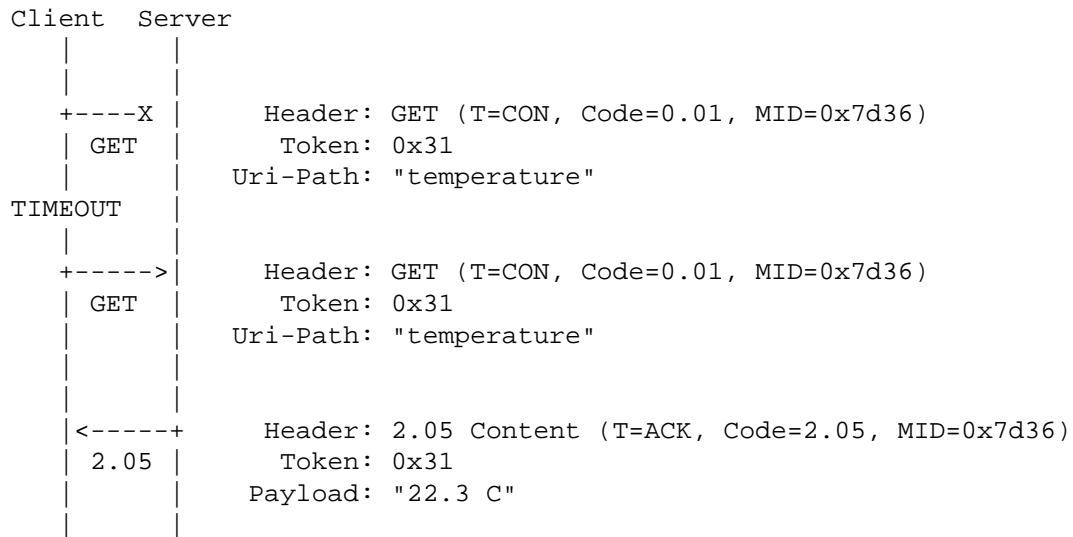 Client Server
+----X | Header: GET (T=CON, Code=0.01, MID=0x7d36)
| GET | Token: 0x31
| | Uri-Path: "temperature"
TIMEOUT |
+----->| Header: GET (T=CON, Code=0.01, MID=0x7d36)
| GET | Token: 0x31
| | Uri-Path: "temperature"
|<-----+ Header: 2.05 Content (T=ACK, Code=2.05, MID=0x7d36)
| 2.05 | Token: 0x31
| | Payload: "22.3 C"